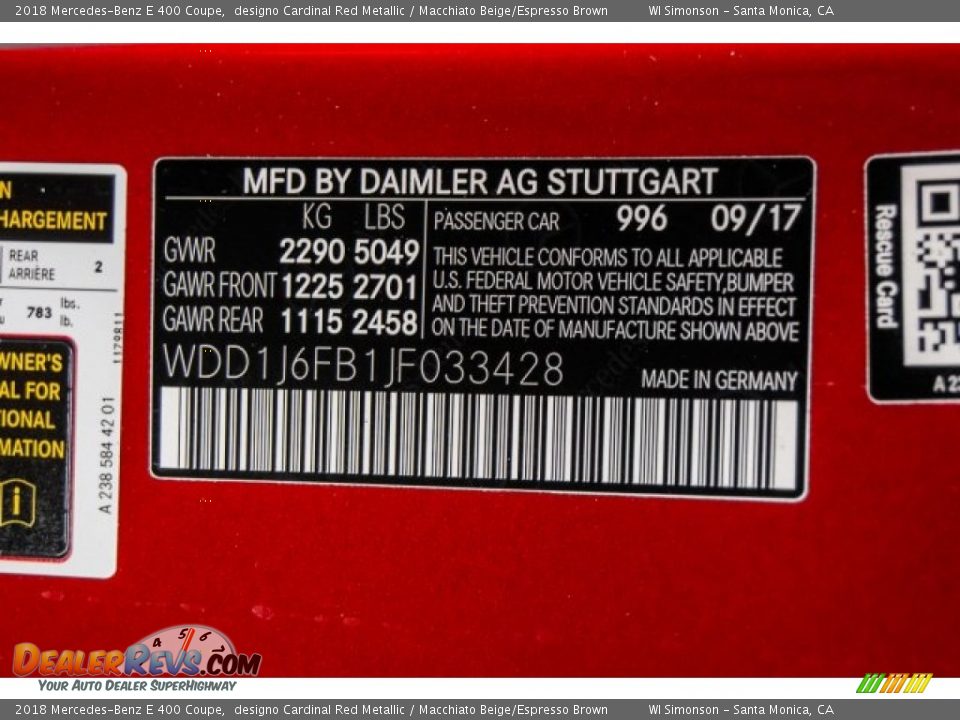 2018 Mercedes-Benz E 400 Coupe, designo Cardinal Red Metallic / Macchiato Beige/Espresso Brown WI Simonson - Santa Monica, CA
HARGEMENT
REAR
ARRIÈRE 2
783 lbs.
lb.
1179811
WNER'S
AL FOR
IONAL
MATION
i
A 238 584 42 01
MFD BY DAIMLER AG STUTTGART
KG LBS
GVWR 2290 5049
GAWR FRONT 1225 2701
GAWR REAR 1115 2458
PASSENGER CAR 996 09/17
THIS VEHICLE CONFORMS TO ALL APPLICABLE
U.S. FEDERAL MOTOR VEHICLE SAFETY,BUMPER
AND THEFT PREVENTION STANDARDS IN EFFECT
ON THE DATE OF MANUFACTURE SHOWN ABOVE
WDD1J6FB1JF033428
MADE IN GERMANY
Rescue Card
A 23
4 5 6
DEALERREVS.COM
YOUR AUTO DEALER SUPERHIGHWAY
2018 Mercedes-Benz E 400 Coupe, designo Cardinal Red Metallic / Macchiato Beige/Espresso Brown WI Simonson - Santa Monica, CA